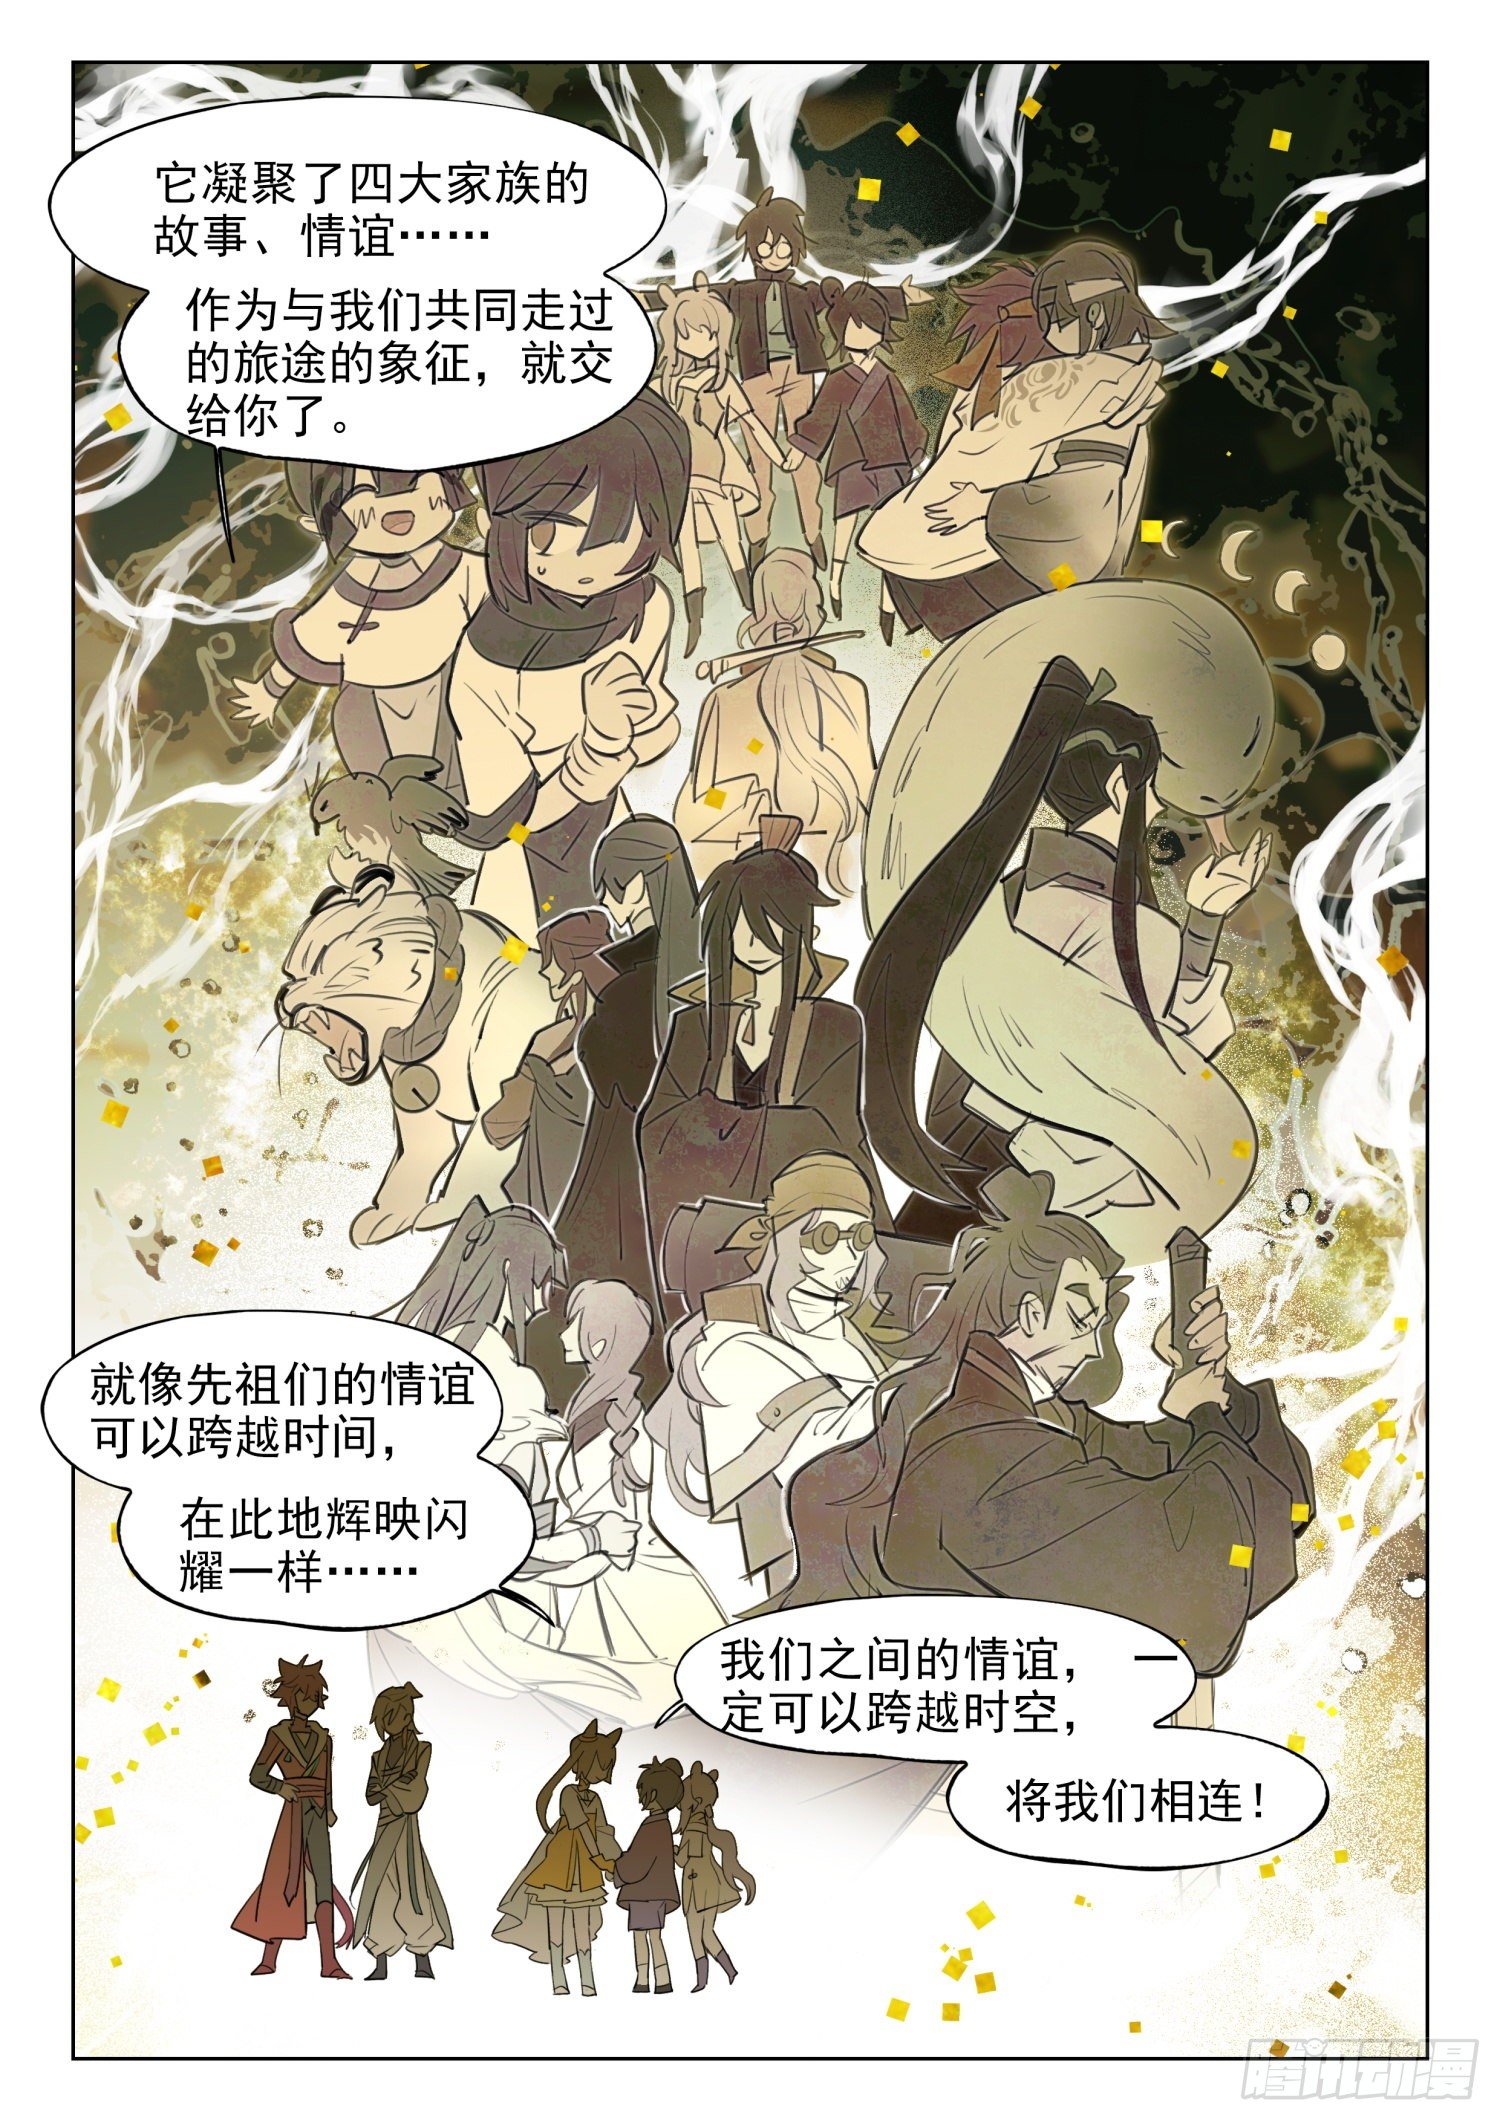 它凝聚了四大家族的
故事、情谊……
作为与我们共同走过
的旅途的象征，就交
给你了。
就像先祖们的情谊
可以跨越时间，
在此地辉映闪
耀一样……
我们之间的情谊，一
定可以跨越时空，
将我们相连！
腾讯动漫